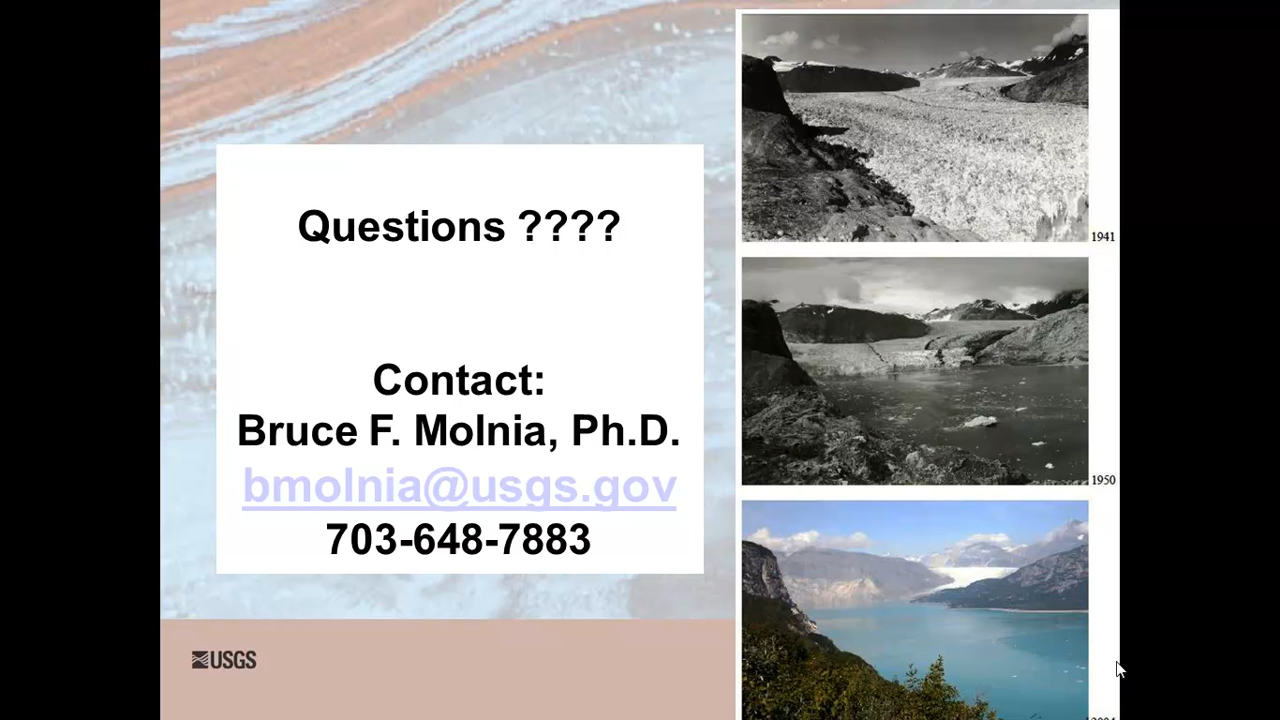 Questions ????
Contact:
Bruce F. Molnia, Ph.D.
bmolnia@usgs.gov
703-648-7883
USGS
1941
1950